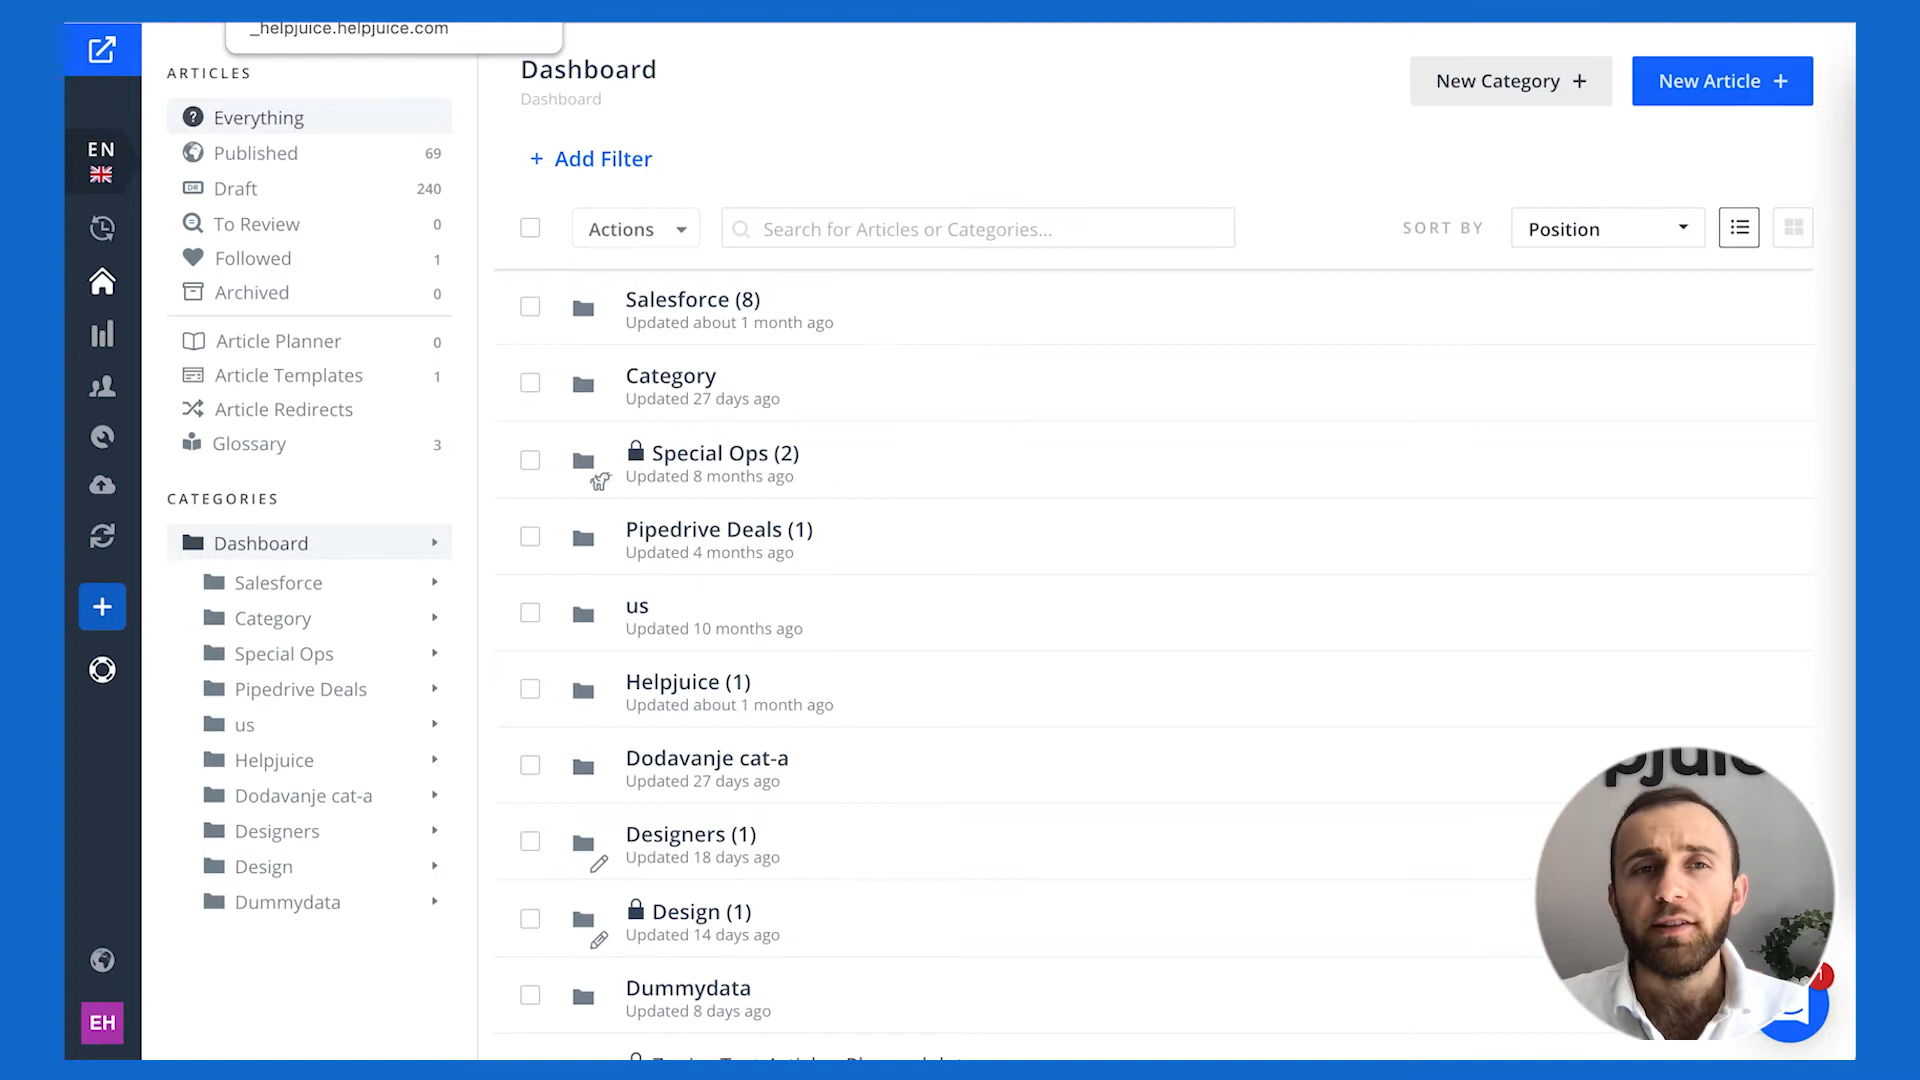 _helpjuice.helpjuice.com
EN
EH
ARTICLES
Everything
Published 69
DR Draft 240
To Review 0
Followed 1
Archived 0
Article Planner 0
Article Templates 1
Article Redirects
Glossary 3
CATEGORIES
Dashboard
Salesforce
Category
Special Ops
Pipedrive Deals
us
Helpjuice
Dodavanje cat-a
Designers
Design
Dummydata
Dashboard
Dashboard
New Category +
New Article +
+ Add Filter
Actions
Search for Articles or Categories...
SORT BY
Position
Salesforce (8)
Updated about 1 month ago
Category
Updated 27 days ago
Special Ops (2)
Updated 8 months ago
Pipedrive Deals (1)
Updated 4 months ago
us
Updated 10 months ago
Helpjuice (1)
Updated about 1 month ago
Dodavanje cat-a
Updated 27 days ago
Designers (1)
Updated 18 days ago
Design (1)
Updated 14 days ago
Dummydata
Updated 8 days ago
1